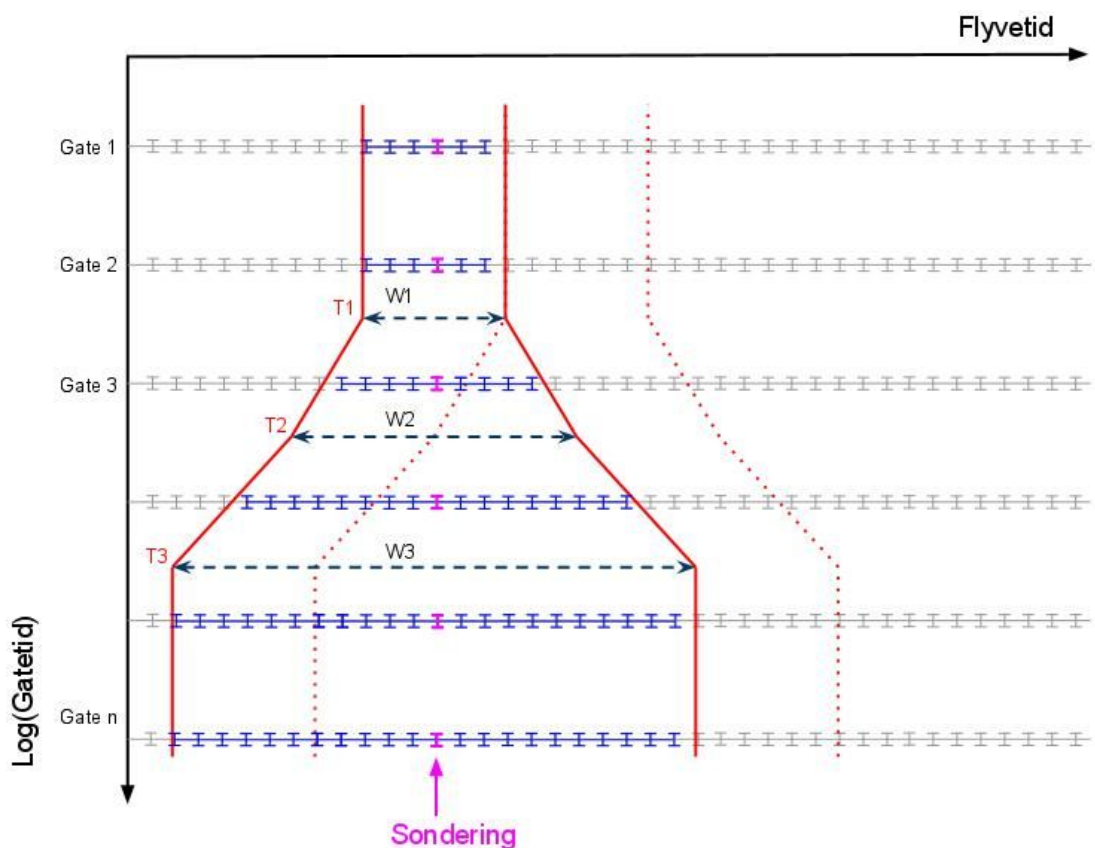 Flyvetid
Gate 1
Gate 2
T1
W1
Gate 3
T2
W2
T3
W3
Log(Gatetid)
Gate n
Sondering